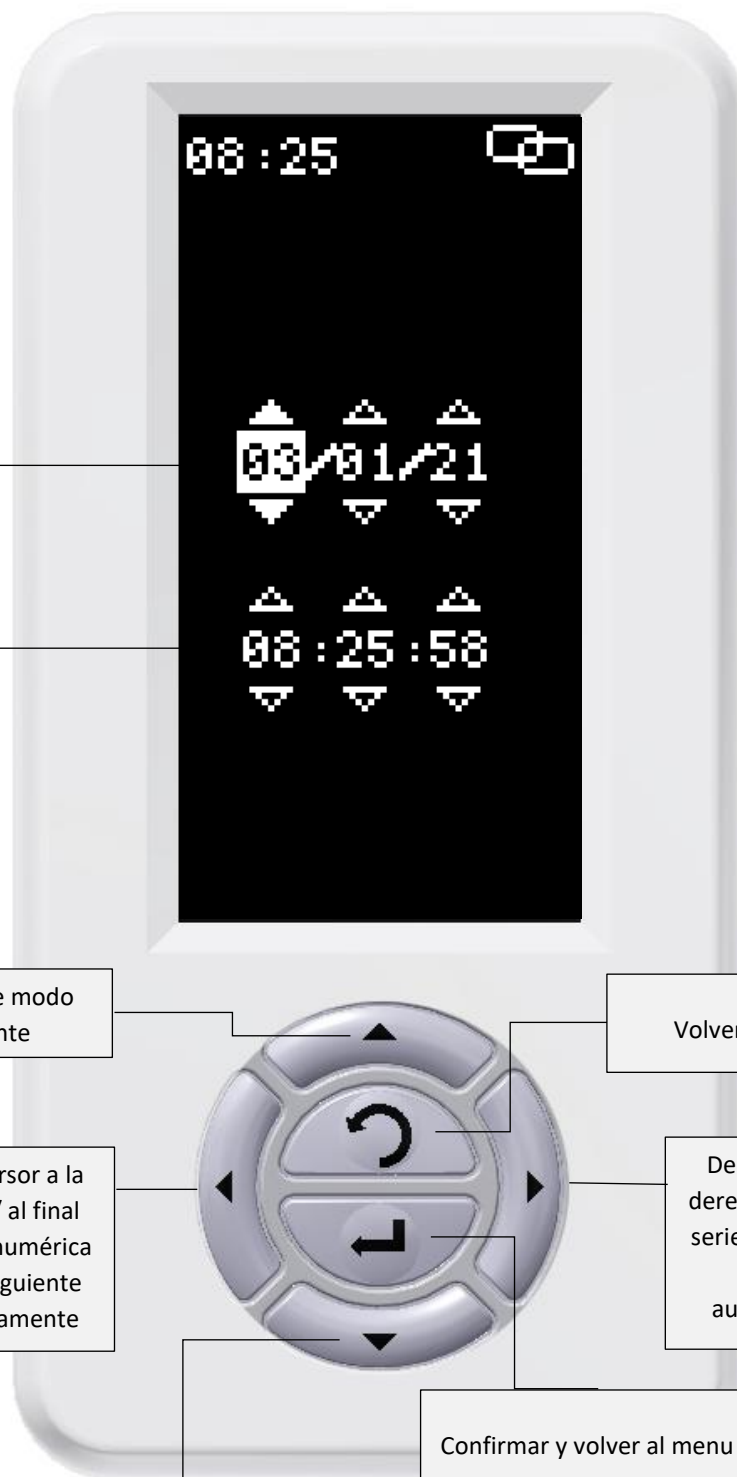 08:25
03/01/21
08:25:58
e modo
nte
Volver
rsor a la
/ al final
numérica
guiente
amente
De
dere
serie
au
Confirmar y volver al menu